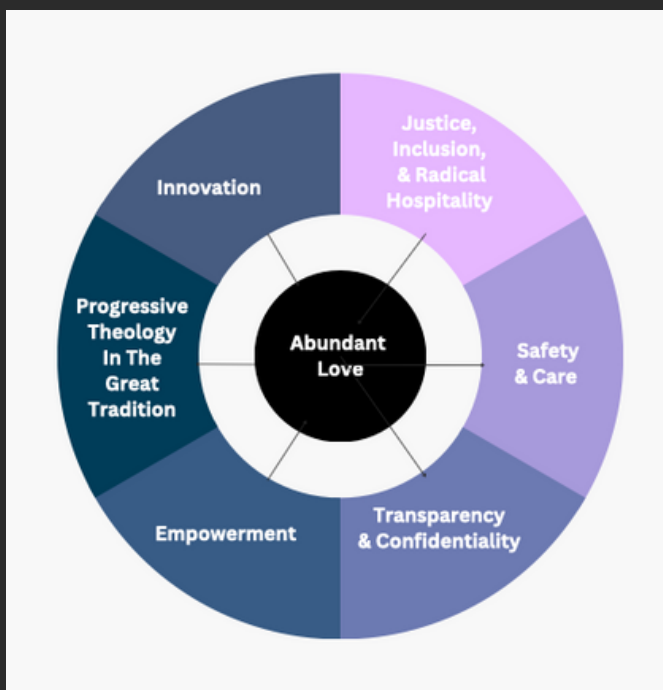 Justice,
Inclusion,
& Radical
Hospitality
Innovation
Progressive
Theology
In The
Great
Tradition
Abundant
Love
Safety
& Care
Empowerment
Transparency
& Confidentiality